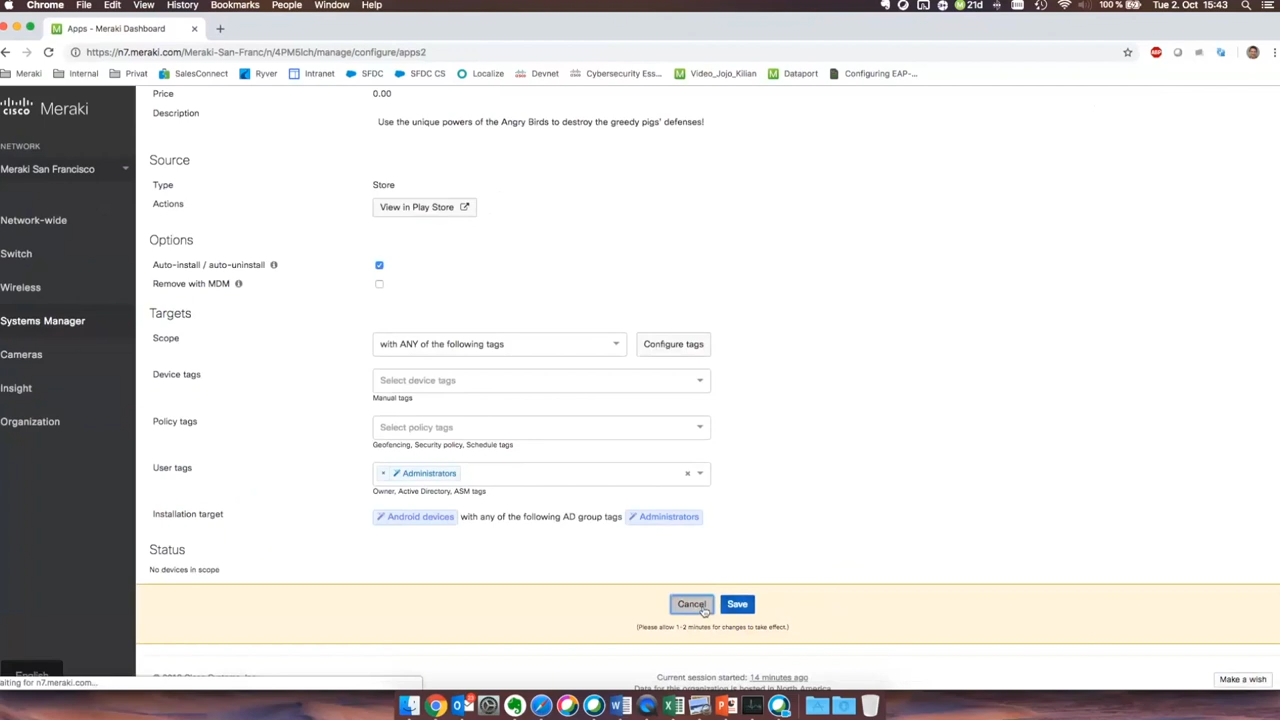 Chrome File Edit View History Bookmarks People Window Help 21d 100 % Di. 2. Oct 15:43
M Apps - Meraki Dashboard × +
https://n7.meraki.com/Meraki-San-Franc/n/4PM5Ich/manage/configure/apps2
Meraki Internal Privat SalesConnect Ryver Intranet SFDC SFDC CS Localize Devnet Cybersecurity Ess... Video_Jojo_Kilian Dataport Configuring EAP-...
cisco Meraki
NETWORK
Meraki San Francisco
Network-wide
Switch
Wireless
Systems Manager
Cameras
Insight
Organization
English
Price 0.00
Description
Use the unique powers of the Angry Birds to destroy the greedy pigs' defenses!
Source
Type Store
Actions View in Play Store
Options
Auto-install / auto-uninstall
Remove with MDM
Targets
Scope with ANY of the following tags Configure tags
Device tags Select device tags
Manual tags
Policy tags Select policy tags
Geofencing, Security policy, Schedule tags
User tags × Administrators ×
Owner, Active Directory, ASM tags
Installation target Android devices with any of the following AD group tags Administrators
Status
No devices in scope
Cancel Save
(Please allow 1-2 minutes for changes to take effect.)
Current session started: 14 minutes ago
Data for this organization is hosted in North America
Make a wish
aiting for n7.meraki.com...